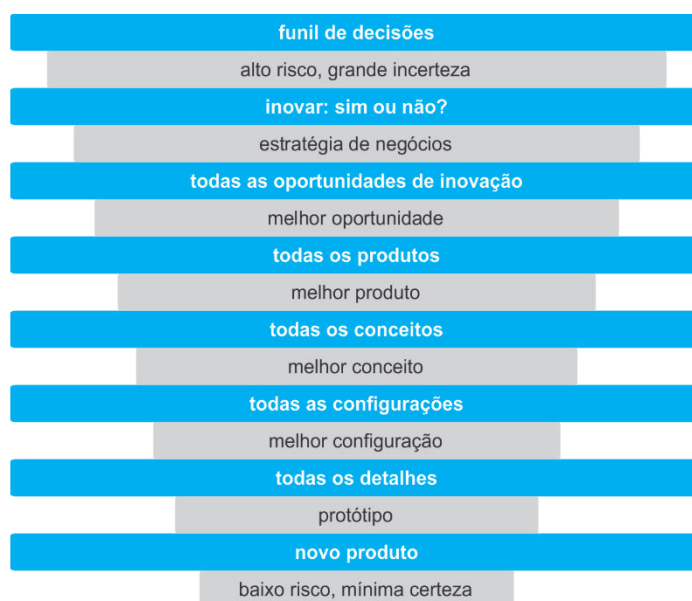 funil de decisões
alto risco, grande incerteza
inovar: sim ou não?
estratégia de negócios
todas as oportunidades de inovação
melhor oportunidade
todas os produtos
melhor produto
todas os conceitos
melhor conceito
todas as configurações
melhor configuração
todas os detalhes
protótipo
novo produto
baixo risco, mínima certeza